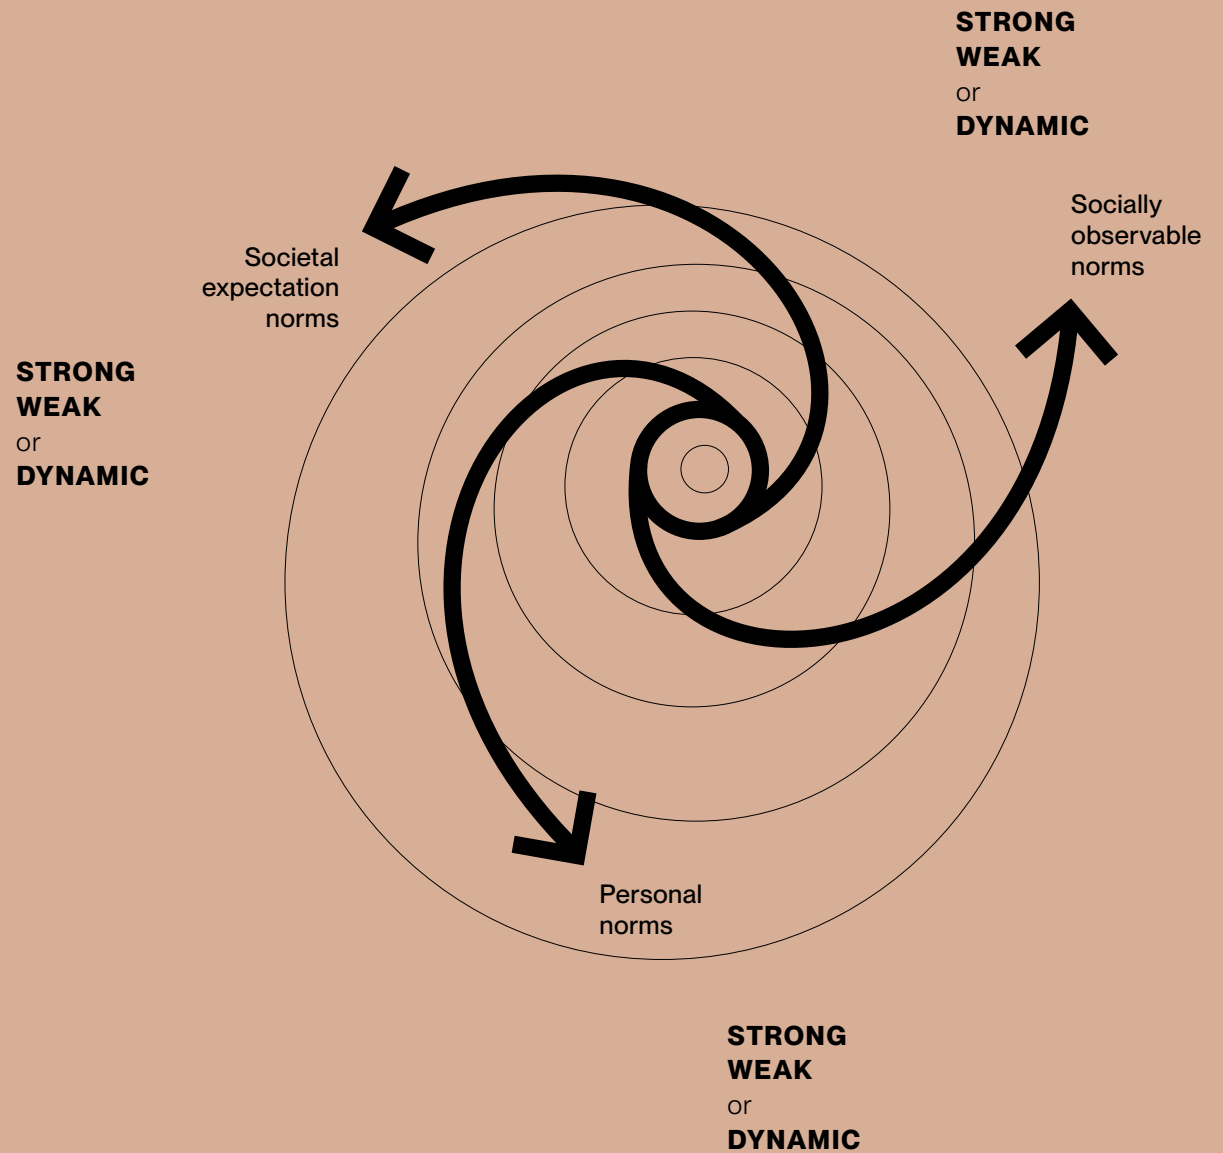 STRONG
WEAK
or
DYNAMIC
Socially
observable
norms
Societal
expectation
norms
STRONG
WEAK
or
DYNAMIC
Personal
norms
STRONG
WEAK
or
DYNAMIC